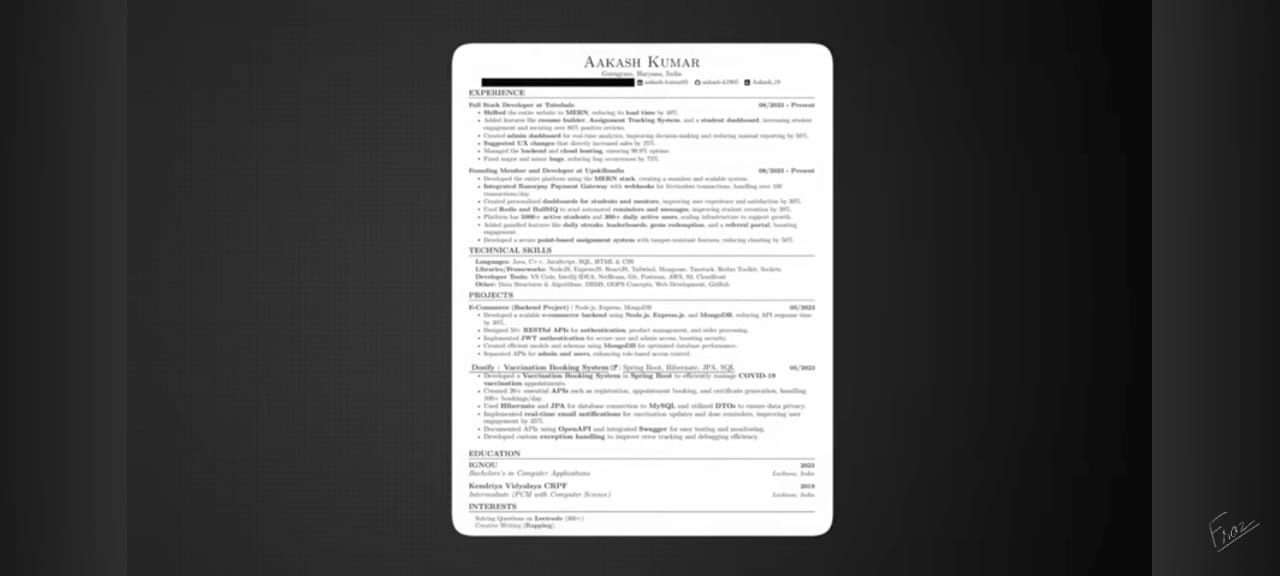 AAKASH KUMAR
Gurugram, Haryana, India
aakash-kumar01 aakash-k1905 Aakash_19
EXPERIENCE
Full Stack Developer at Tutedude 08/2023 - Present
• Shifted the entire website to MERN, reducing its load time by 40%.
• Added features like resume builder, Assignment Tracking System, and a student dashboard, increasing student
engagement and securing over 80% positive reviews.
• Created admin dashboard for real-time analytics, improving decision-making and reducing manual reporting by 50%.
• Suggested UX changes that directly increased sales by 25%.
• Managed the backend and cloud hosting, ensuring 99.9% uptime.
• Fixed major and minor bugs, reducing bug occurrences by 75%.
Founding Member and Developer at Upskillindia 08/2023 - Present
• Developed the entire platform using the MERN stack, creating a seamless and scalable system.
• Integrated Razorpay Payment Gateway with webhooks for frictionless transactions, handling over 100
transactions/day.
• Created personalized dashboards for students and mentors, improving user experience and satisfaction by 30%.
• Used Redis and BullMQ to send automated reminders and messages, improving student retention by 20%.
• Platform has 5000+ active students and 300+ daily active users, scaling infrastructure to support growth.
• Added gamified features like daily streaks, leaderboards, gems redemption, and a referral portal, boosting
engagement.
• Developed a secure point-based assignment system with tamper-resistant features, reducing cheating by 50%.
TECHNICAL SKILLS
Languages: Java, C++, JavaScript, SQL, HTML & CSS
Libraries/Frameworks: NodeJS, ExpressJS, ReactJS, Tailwind, Mongoose, Tanstack, Redux Toolkit, Sockets
Developer Tools: VS Code, Intellij IDEA, NetBeans, Git, Postman, AWS, S3, Cloudfront
Other: Data Structures & Algorithms, DBMS, OOPS Concepts, Web Development, GitHub
PROJECTS
E-Commerce (Backend Project) | Node.js, Express, MongoDB 05/2023
• Developed a scalable e-commerce backend using Node.js, Express.js, and MongoDB, reducing API response time
by 40%.
• Designed 50+ RESTful APIs for authentication, product management, and order processing.
• Implemented JWT authentication for secure user and admin access, boosting security.
• Created efficient models and schemas using MongoDB for optimized database performance.
• Separated APIs for admin and users, enhancing role-based access control.
Dosify : Vaccination Booking System | Spring Boot, Hibernate, JPA, SQL 05/2023
• Developed a Vaccination Booking System in Spring Boot to efficiently manage COVID-19
vaccination appointments.
• Created 20+ essential APIs such as registration, appointment booking, and certificate generation, handling
100+ bookings/day.
• Used Hibernate and JPA for database connection to MySQL and utilized DTOs to ensure data privacy.
• Implemented real-time email notifications for vaccination updates and dose reminders, improving user
engagement by 35%.
• Documented APIs using OpenAPI and integrated Swagger for easy testing and monitoring.
• Developed custom exception handling to improve error tracking and debugging efficiency.
EDUCATION
IGNOU 2023
Bachelors's in Computer Applications Lucknow, India
Kendriya Vidyalaya CRPF 2019
Intermediate (PCM with Computer Science) Lucknow, India
INTERESTS
Solving Questions on Leetcode (300+)
Creative Writing (Rapping)
Fraz